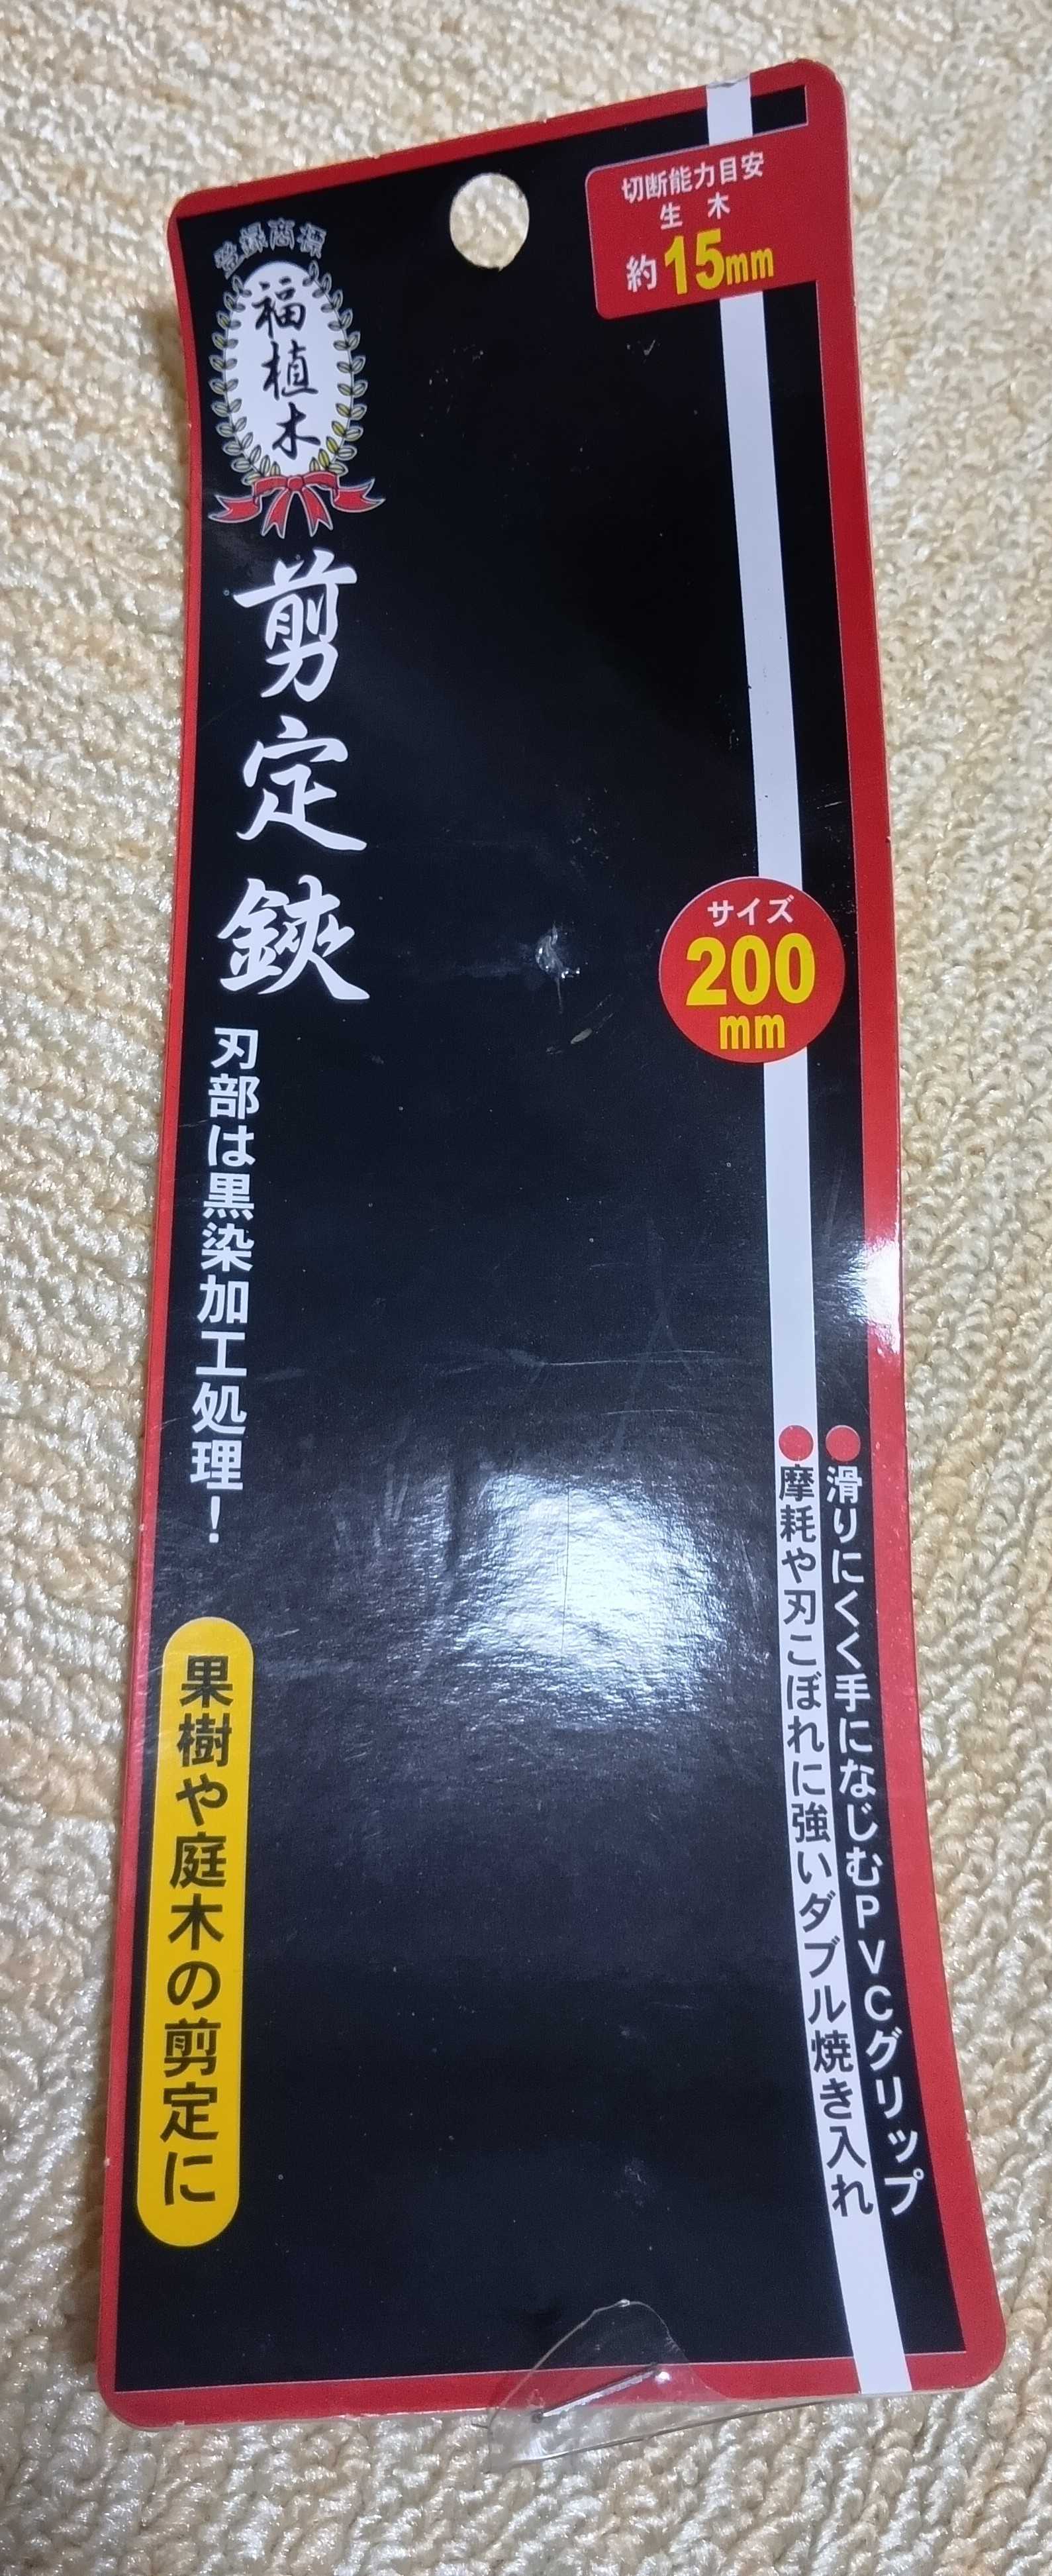 登録商標
福植木
剪定鋏
刃部は黒染加工処理!
果樹や庭木の剪定に
切断能力目安
生木
約15mm
サイズ
200
mm
●滑りにくく手になじむPVCグリップ
●摩耗や刃こぼれに強いダブル焼き入れ